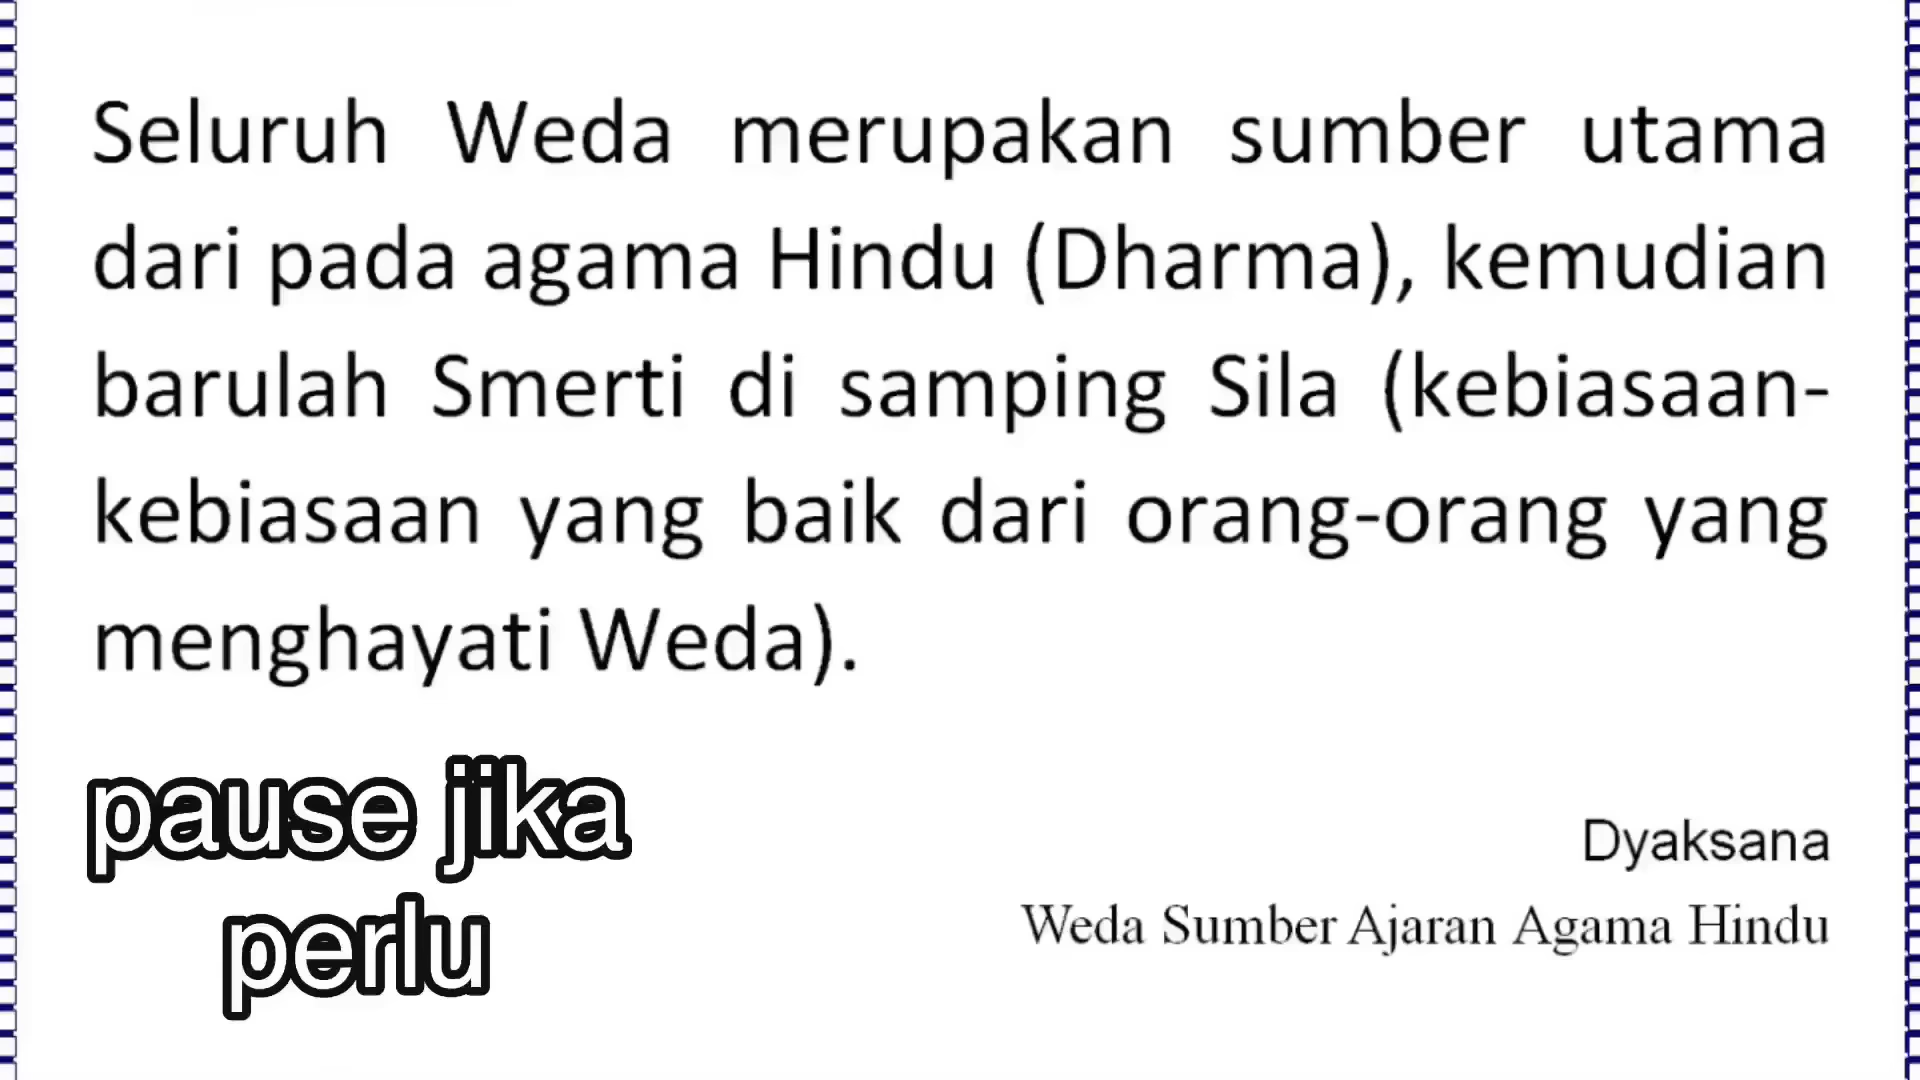 Seluruh Weda merupakan sumber utama
dari pada agama Hindu (Dharma), kemudian
barulah Smerti di samping Sila (kebiasaan-
kebiasaan yang baik dari orang-orang yang
menghayati Weda).
pause jika
perlu
Dyaksana
Weda Sumber Ajaran Agama Hindu